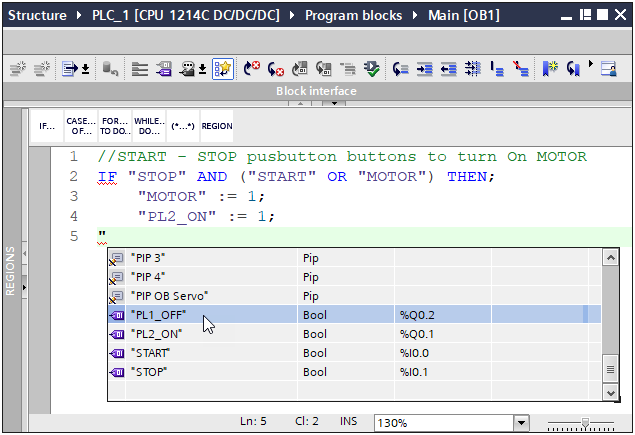 Structure ▸ PLC_1 [CPU 1214C DC/DC/DC] ▸ Program blocks ▸ Main [OB1]
Block interface
IF... CASE... OF... FOR... TO DO.. WHILE.. DO... (*...*) REGION
REGIONS
1 //START - STOP pusbutton buttons to turn On MOTOR
2 IF "STOP" AND ("START" OR "MOTOR") THEN;
3 "MOTOR" := 1;
4 "PL2_ON" := 1;
5 "
"PIP 3" Pip
"PIP 4" Pip
"PIP OB Servo" Pip
"PL1_OFF" Bool %Q0.2
"PL2_ON" Bool %Q0.1
"START" Bool %I0.0
"STOP" Bool %I0.1
Ln: 5 Cl: 2 INS 130%